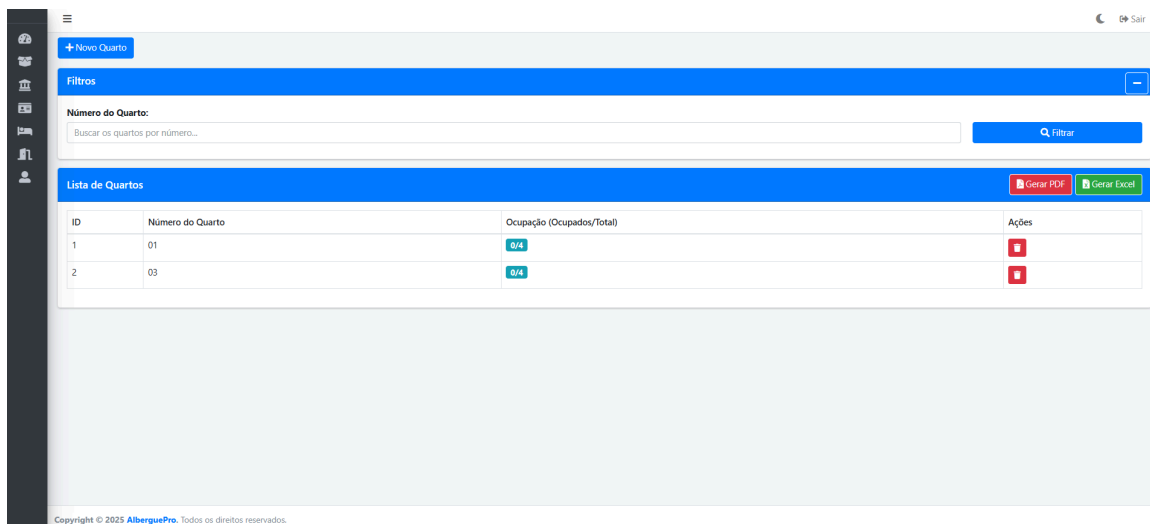 Sair
Novo Quarto
Filtros
Número do Quarto:
Buscar os quartos por número...
Filtrar
Lista de Quartos
Gerar PDF
Gerar Excel
ID Número do Quarto Ocupação (Ocupados/Total) Ações
1 01 0/4
2 03 0/4
Copyright © 2025 AlberguePro. Todos os direitos reservados.